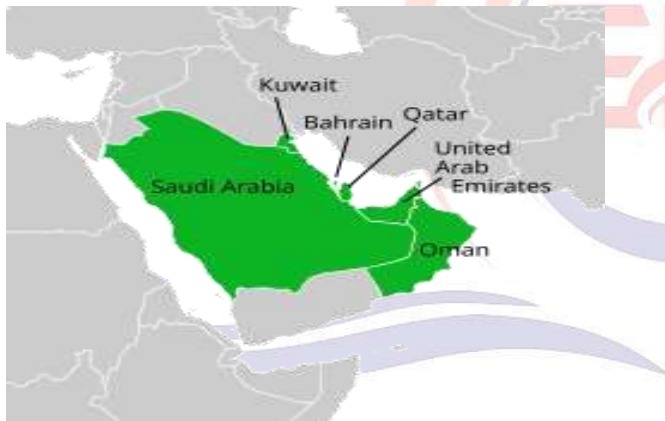 Kuwait
Bahrain
Qatar
United
Arab
Emirates
Saudi Arabia
Oman